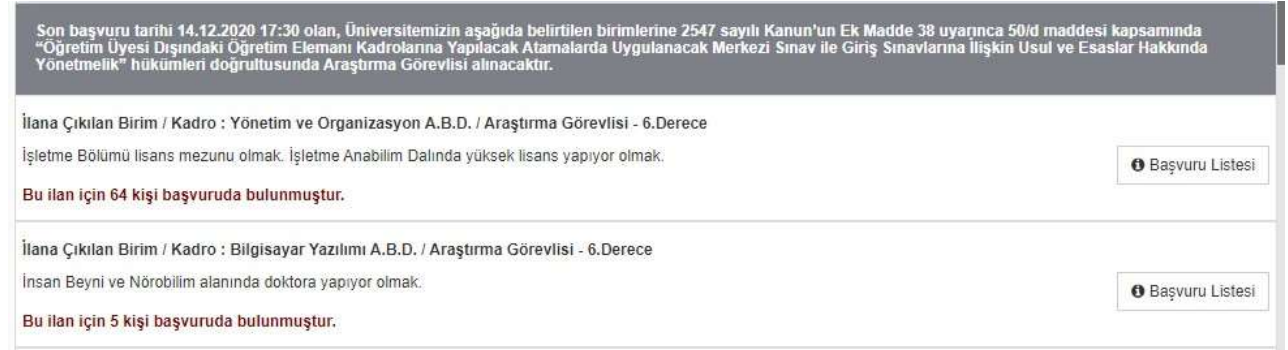 Son başvuru tarihi 14.12.2020 17:30 olan, Üniversitemizin aşağıda belirtilen birimlerine 2547 sayılı Kanun'un Ek Madde 38 uyarınca 50/d maddesi kapsamında
“Öğretim Üyesi Dışındaki Öğretim Elemanı Kadrolarına Yapılacak Atamalarda Uygulanacak Merkezi Sınav ile Giriş Sınavlarına İlişkin Usul ve Esaslar Hakkında
Yönetmelik” hükümleri doğrultusunda Araştırma Görevlisi alınacaktır.
İlana Çıkılan Birim / Kadro : Yönetim ve Organizasyon A.B.D. / Araştırma Görevlisi - 6.Derece
İşletme Bölümü lisans mezunu olmak. İşletme Anabilim Dalında yüksek lisans yapıyor olmak.
Başvuru Listesi
Bu ilan için 64 kişi başvuruda bulunmuştur.
İlana Çıkılan Birim / Kadro : Bilgisayar Yazılımı A.B.D. / Araştırma Görevlisi - 6.Derece
İnsan Beyni ve Nörobilim alanında doktora yapıyor olmak.
Başvuru Listesi
Bu ilan için 5 kişi başvuruda bulunmuştur.